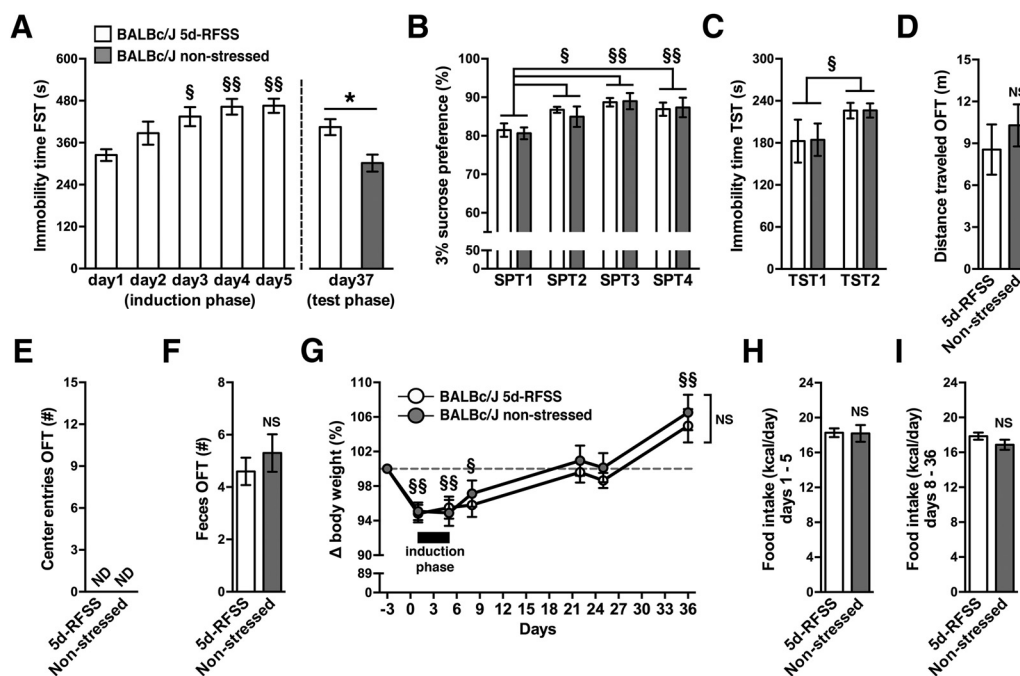 A
BALBc/J 5d-RFSS
BALBc/J non-stressed
Immobility time FST (s)
600
480
360
240
120
0
§
§§
§§
*
day1 day2 day3 day4 day5
(induction phase)
day37
(test phase)
B
3% sucrose preference (%)
100
90
80
70
60
50
0
§
§§
§§
SPT1 SPT2 SPT3 SPT4
C
Immobility time TST (s)
300
240
180
120
60
0
§
TST1 TST2
D
Distance traveled OFT (m)
15
12
9
6
3
0
NS
5d-RFSS
Non-stressed
E
Center entries OFT (#)
15
12
9
6
3
0
ND
ND
5d-RFSS
Non-stressed
F
Feces OFT (#)
8
6
4
2
0
NS
5d-RFSS
Non-stressed
G
BALBc/J 5d-RFSS
BALBc/J non-stressed
Δ body weight (%)
110
106
102
98
94
90
89
0
§§
§§
§
§§
NS
induction
phase
-3 0 3 6 9 12 15 18 21 24 27 30 33 36
Days
H
Food intake (kcal/day)
days 1 - 5
24
20
16
12
8
4
0
NS
5d-RFSS
Non-stressed
I
Food intake (kcal/day)
days 8 - 36
24
20
16
12
8
4
0
NS
5d-RFSS
Non-stressed